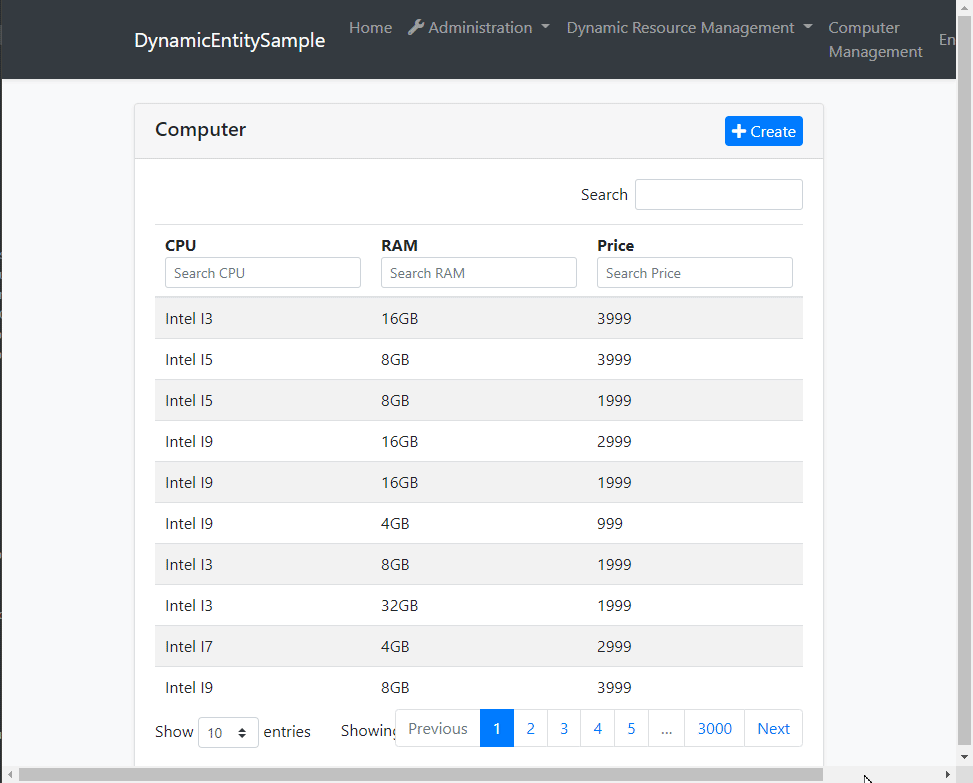 DynamicEntitySample Home Administration Dynamic Resource Management Computer Management
Computer
Create
Search
CPU RAM Price
Search CPU Search RAM Search Price
Intel I3 16GB 3999
Intel I5 8GB 3999
Intel I5 8GB 1999
Intel I9 16GB 2999
Intel I9 16GB 1999
Intel I9 4GB 999
Intel I3 8GB 1999
Intel I3 32GB 1999
Intel I7 4GB 2999
Intel I9 8GB 3999
Show 10 entries Showing Previous 1 2 3 4 5 ... 3000 Next